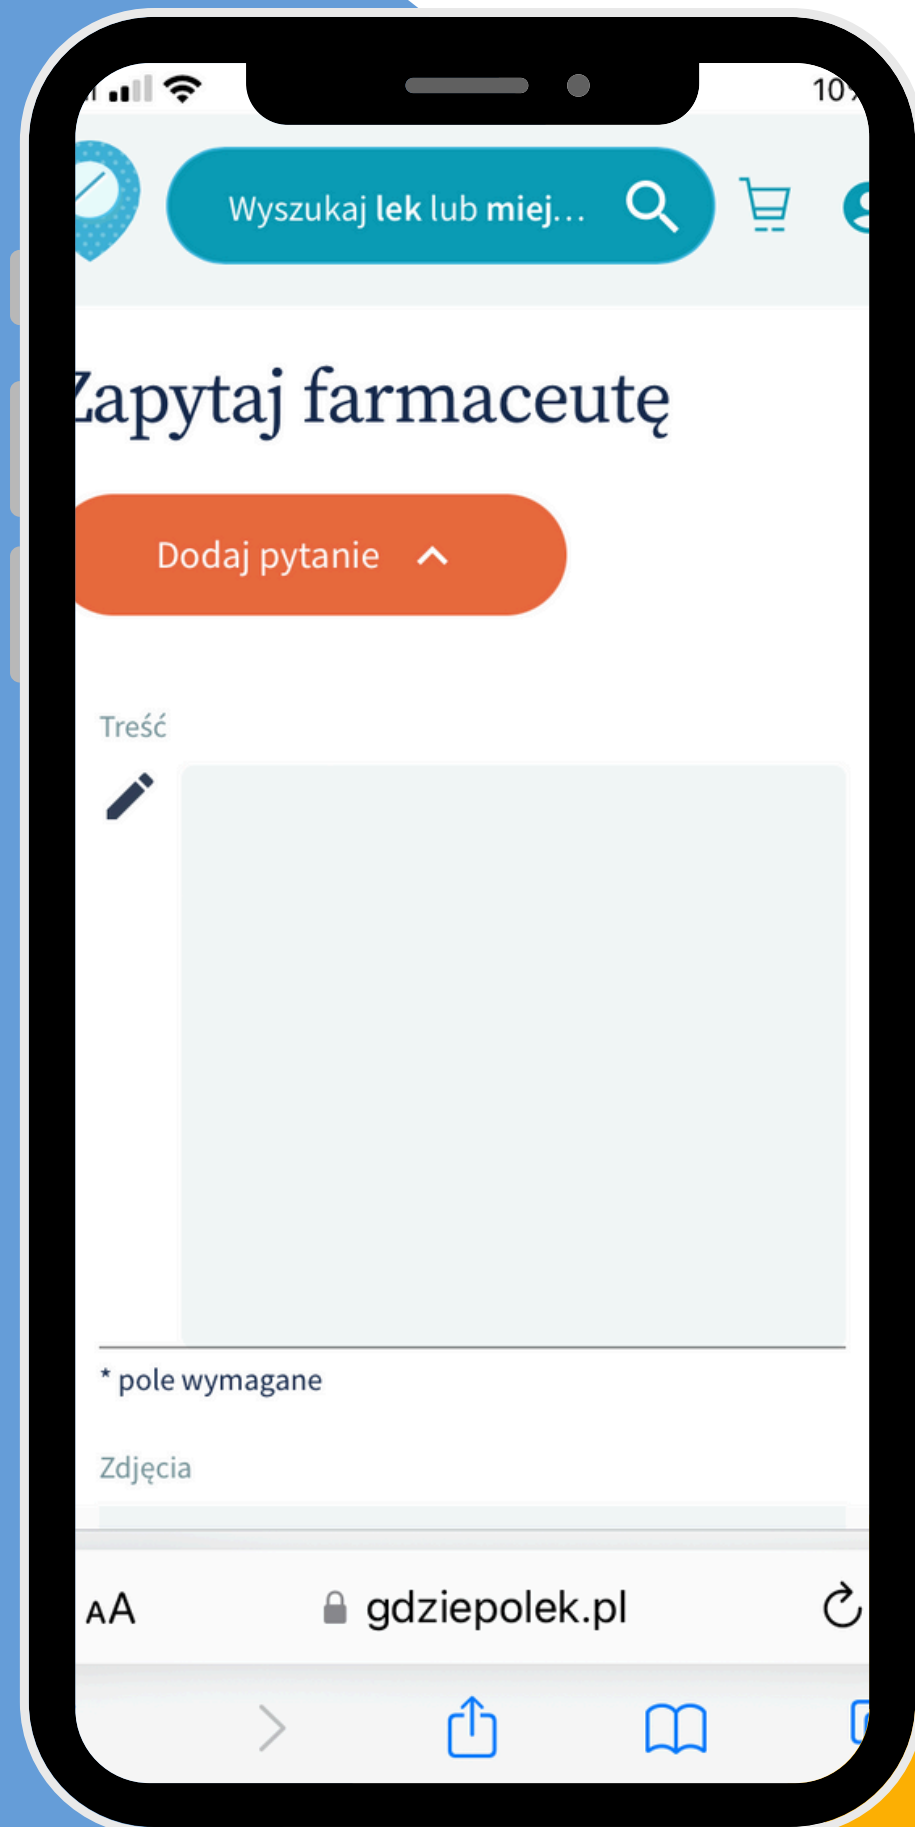 Wyszukaj lek lub miej...
Zapytaj farmaceutę
Dodaj pytanie
Treść
* pole wymagane
Zdjęcia
AA
gdziepolek.pl